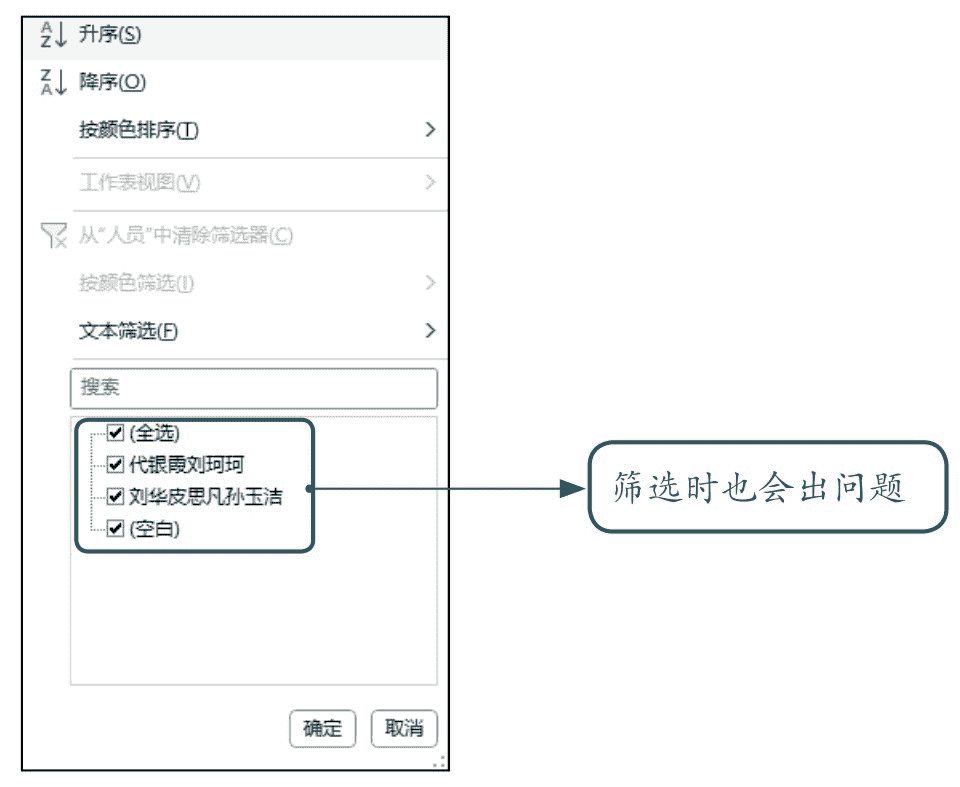 升序(S)
降序(O)
按颜色排序(T)
工作表视图(V)
从"人员"中清除筛选器(C)
按颜色筛选(I)
文本筛选(F)
搜索
(全选)
代银霞刘珂珂
刘华皮思凡孙玉洁
(空白)
筛选时也会出问题
确定
取消